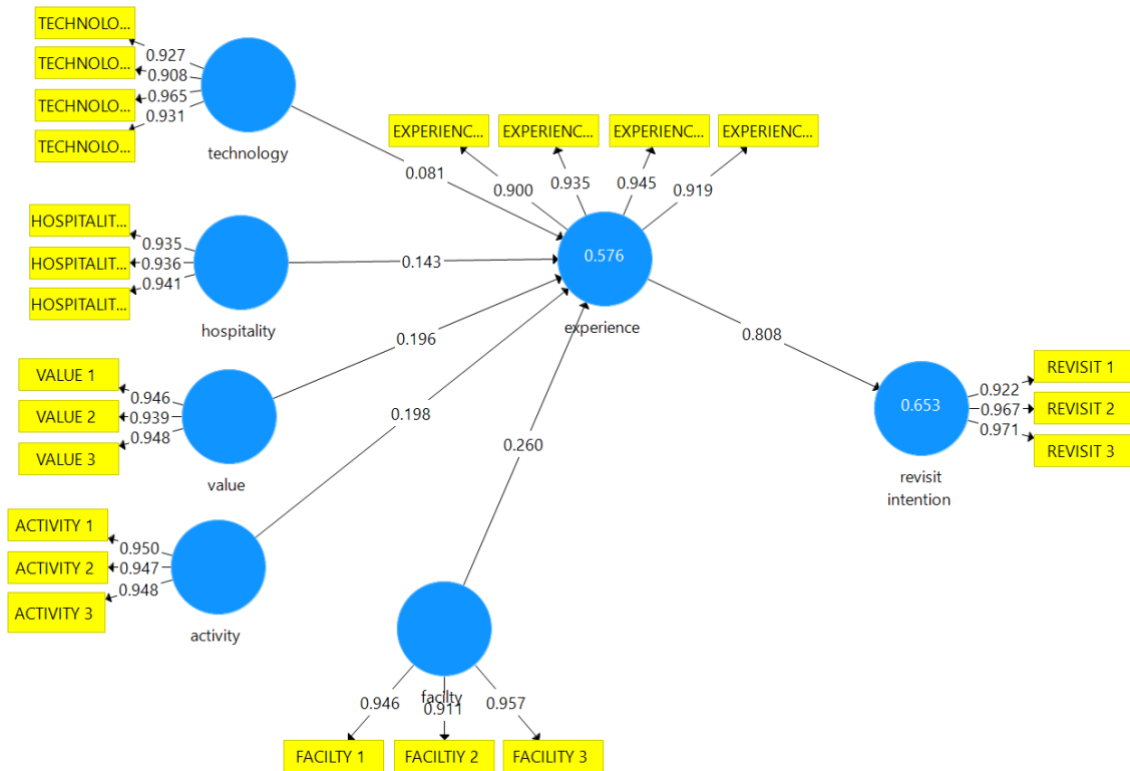 TECHNOLO...
0.927
TECHNOLO...
0.908
TECHNOLO...
0.965
TECHNOLO...
0.931
technology
0.081
EXPERIENC...
EXPERIENC...
EXPERIENC...
EXPERIENC...
0.900
0.935
0.945
0.919
HOSPITALIT...
0.935
HOSPITALIT...
0.936
HOSPITALIT...
0.941
hospitality
0.143
0.576
experience
0.196
0.808
VALUE 1
0.946
VALUE 2
0.939
VALUE 3
0.948
value
0.198
0.653
revisit
intention
0.922
REVISIT 1
0.967
REVISIT 2
0.971
REVISIT 3
0.260
ACTIVITY 1
0.950
ACTIVITY 2
0.947
ACTIVITY 3
0.948
activity
facilty
0.946
0.911
0.957
FACILTY 1
FACILTIY 2
FACILITY 3